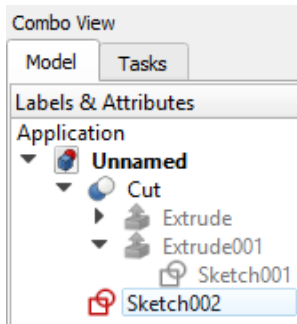 Combo View
Model Tasks
Labels & Attributes
Application
Unnamed
Cut
Extrude
Extrude001
Sketch001
Sketch002